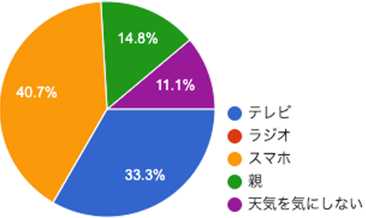 14.8%
40.7%
11.1%
33.3%
テレビ
ラジオ
スマホ
親
天気を気にしない